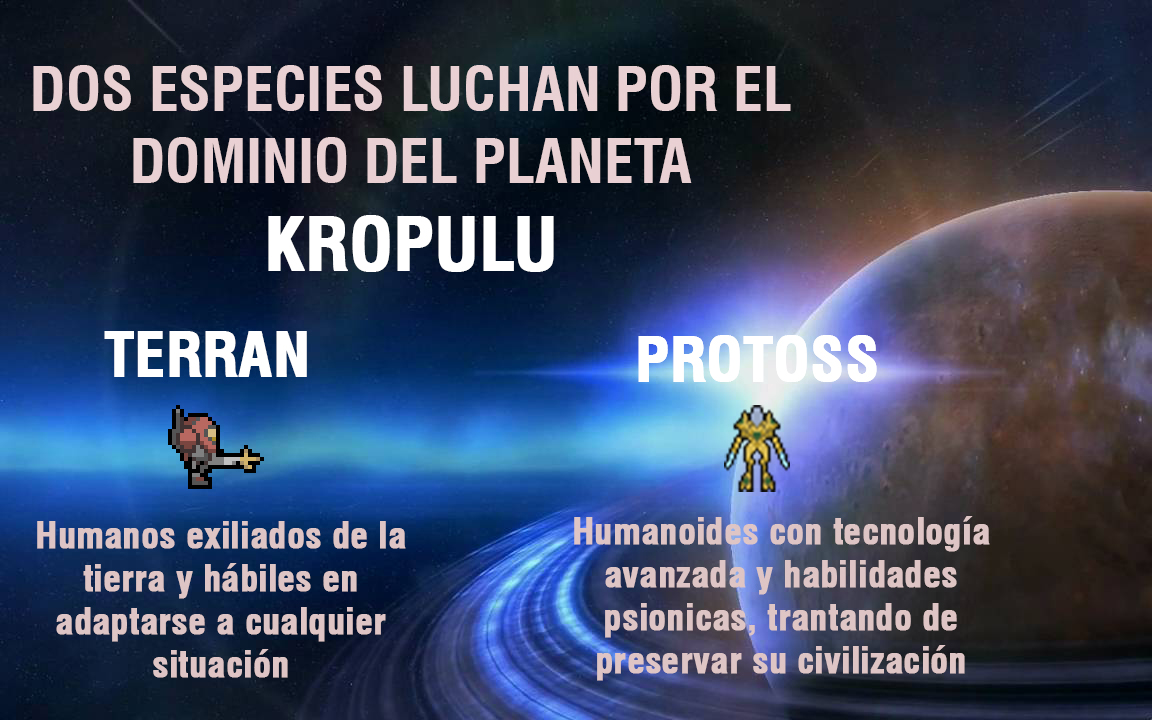 DOS ESPECIES LUCHAN POR EL
DOMINIO DEL PLANETA
KROPULU
TERRAN
Humanos exiliados de la
tierra y hábiles en
adaptarse a cualquier
situación
PROTOSS
Humanoides con tecnología
avanzada y habilidades
psionicas, trantando de
preservar su civilización